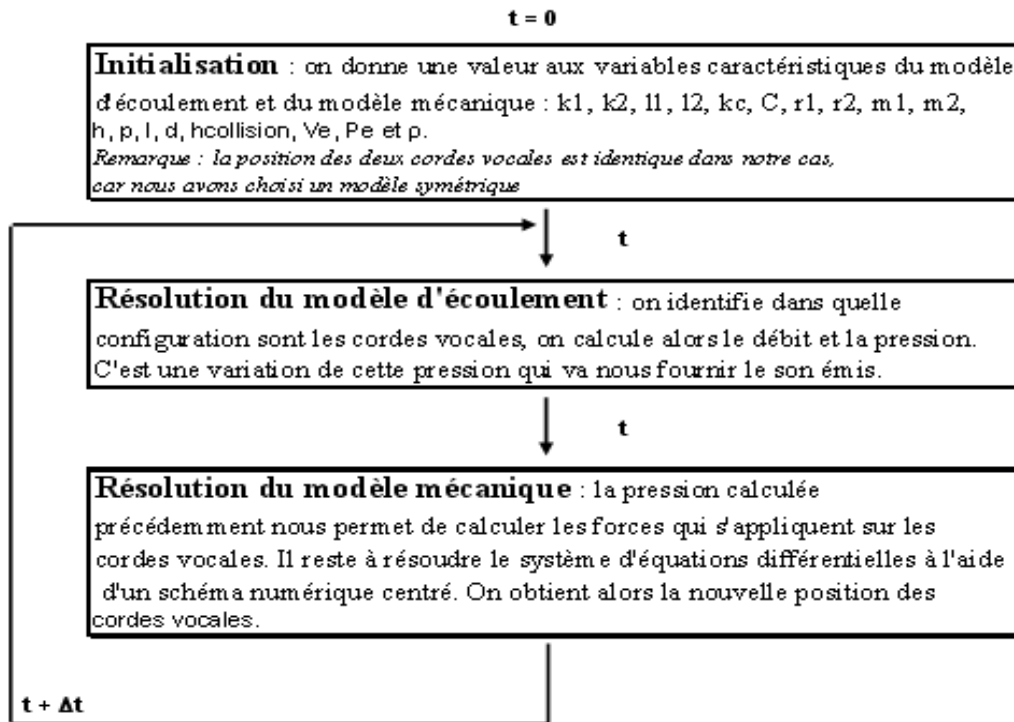 t = 0
Initialisation : on donne une valeur aux variables caractéristiques du modèle
d'écoulement et du modèle mécanique : k1, k2, l1, l2, kc, C, r1, r2, m1, m2,
h, p, l, d, hcollision, Ve, Pe et ρ.
Remarque : la position des deux cordes vocales est identique dans notre cas,
car nous avons choisi un modèle symétrique
t
Résolution du modèle d'écoulement : on identifie dans quelle
configuration sont les cordes vocales, on calcule alors le débit et la pression.
C'est une variation de cette pression qui va nous fournir le son émis.
t
Résolution du modèle mécanique : la pression calculée
précédemment nous permet de calculer les forces qui s'appliquent sur les
cordes vocales. Il reste à résoudre le système d'équations différentielles à l'aide
d'un schéma numérique centré. On obtient alors la nouvelle position des
cordes vocales.
t + Δt